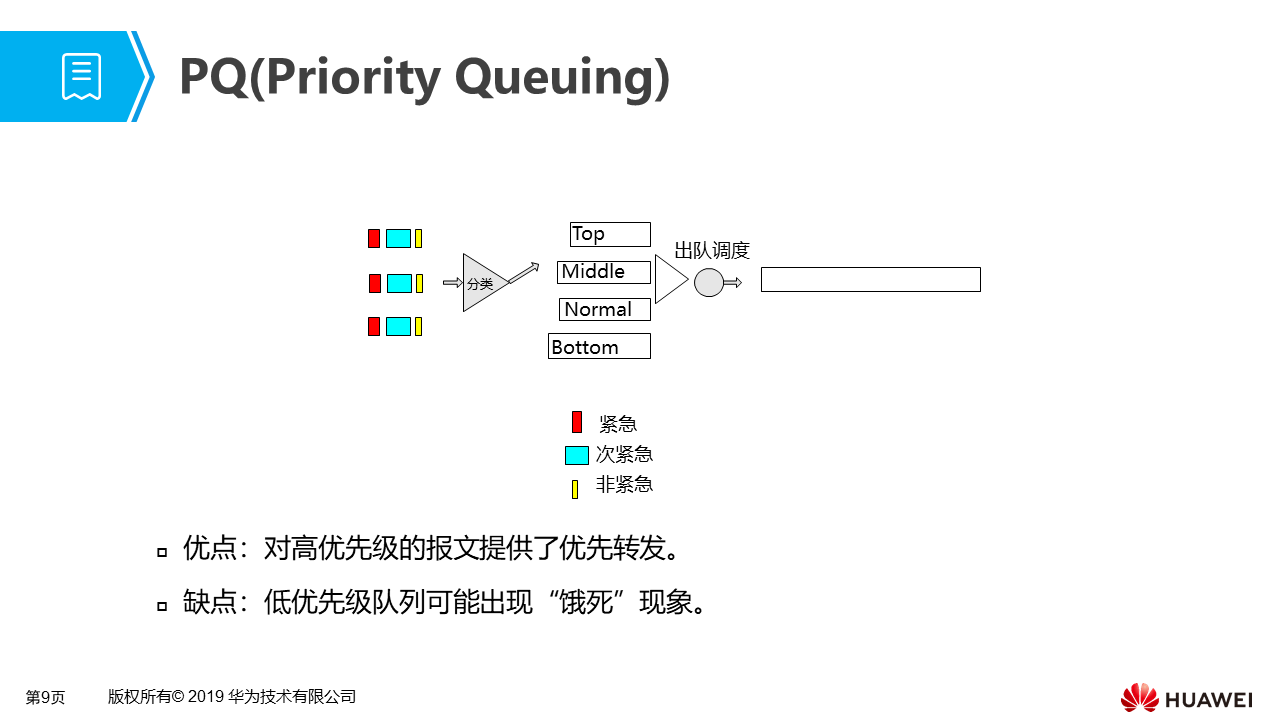 PQ(Priority Queuing)
Top
出队调度
Middle
分类
Normal
Bottom
紧急
次紧急
非紧急
优点：对高优先级的报文提供了优先转发。
缺点：低优先级队列可能出现“饿死”现象。
第9页
版权所有© 2019 华为技术有限公司
HUAWEI